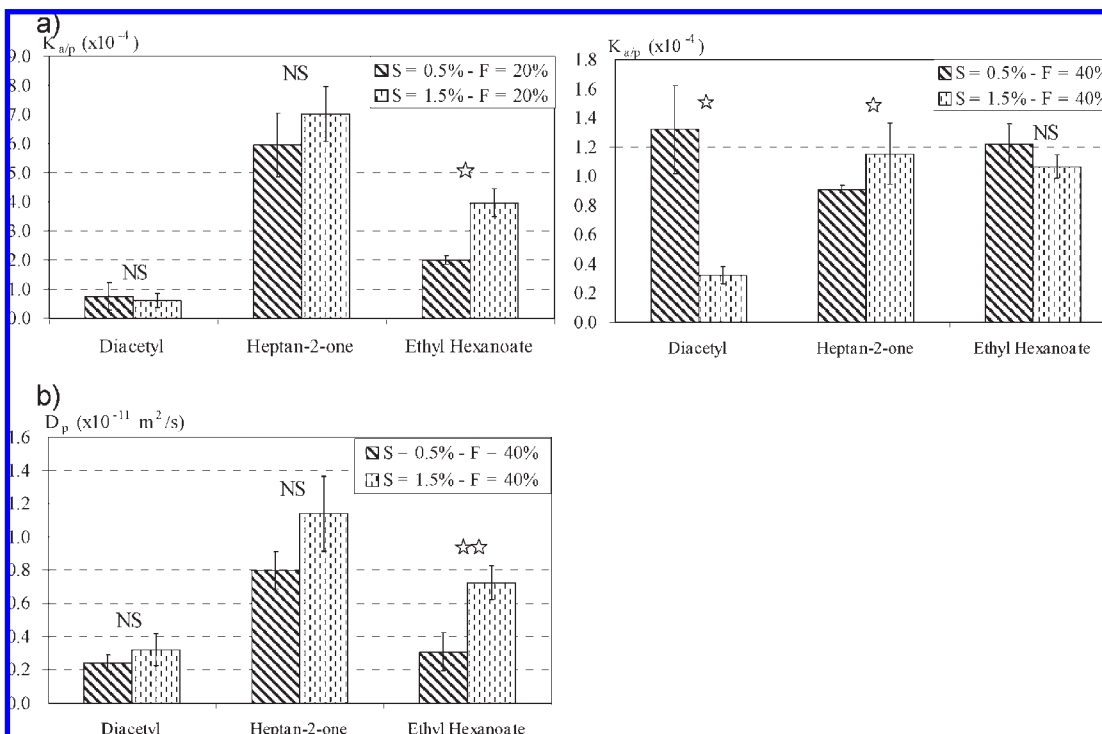 a)
K a/p (x10⁻⁴)
9.0
8.0
7.0
6.0
5.0
4.0
3.0
2.0
1.0
0.0
NS
NS
S = 0.5% - F = 20%
S = 1.5% - F = 20%
Diacetyl
Heptan-2-one
Ethyl Hexanoate
K a/p (x10⁻⁴)
1.8
1.6
1.4
1.2
1.0
0.8
0.6
0.4
0.2
0.0
S = 0.5% - F = 40%
S = 1.5% - F = 40%
NS
Diacetyl
Heptan-2-one
Ethyl Hexanoate
b)
D p (x10⁻¹¹ m²/s)
1.6
1.4
1.2
1.0
0.8
0.6
0.4
0.2
0.0
NS
NS
S = 0.5% - F = 40%
S = 1.5% - F = 40%
Diacetyl
Heptan-2-one
Ethyl Hexanoate